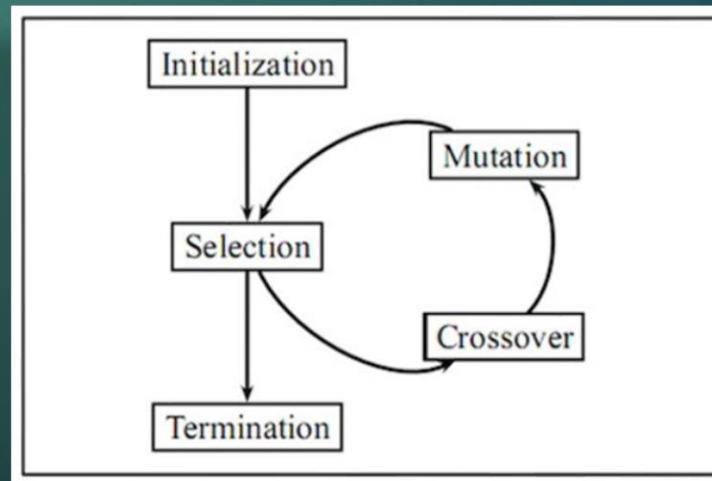 Initialization
Mutation
Selection
Crossover
Termination